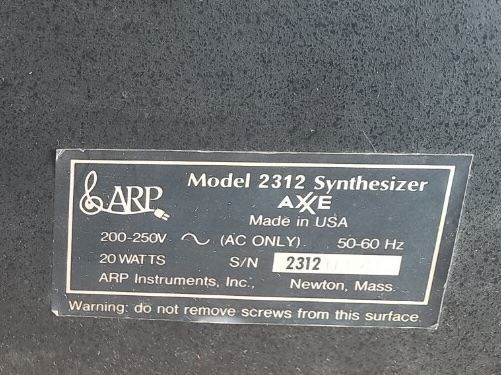 ARP
Model 2312 Synthesizer
AXXE
Made in USA
200-250V ~ (AC ONLY) 50-60 Hz
20 WATTS S/N 2312
ARP Instruments, Inc., Newton, Mass.
Warning: do not remove screws from this surface.